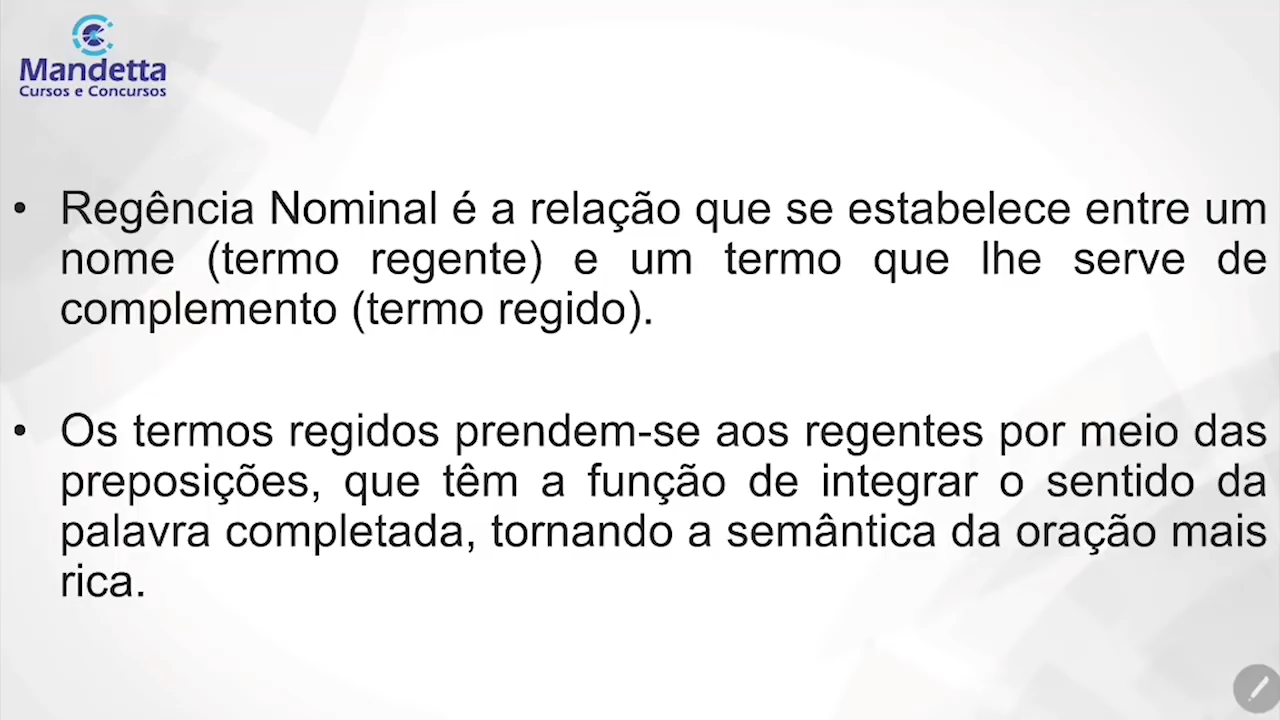 Mandetta
Cursos e Concursos
• Regência Nominal é a relação que se estabelece entre um
nome (termo regente) e um termo que lhe serve de
complemento (termo regido).
• Os termos regidos prendem-se aos regentes por meio das
preposições, que têm a função de integrar o sentido da
palavra completada, tornando a semântica da oração mais
rica.